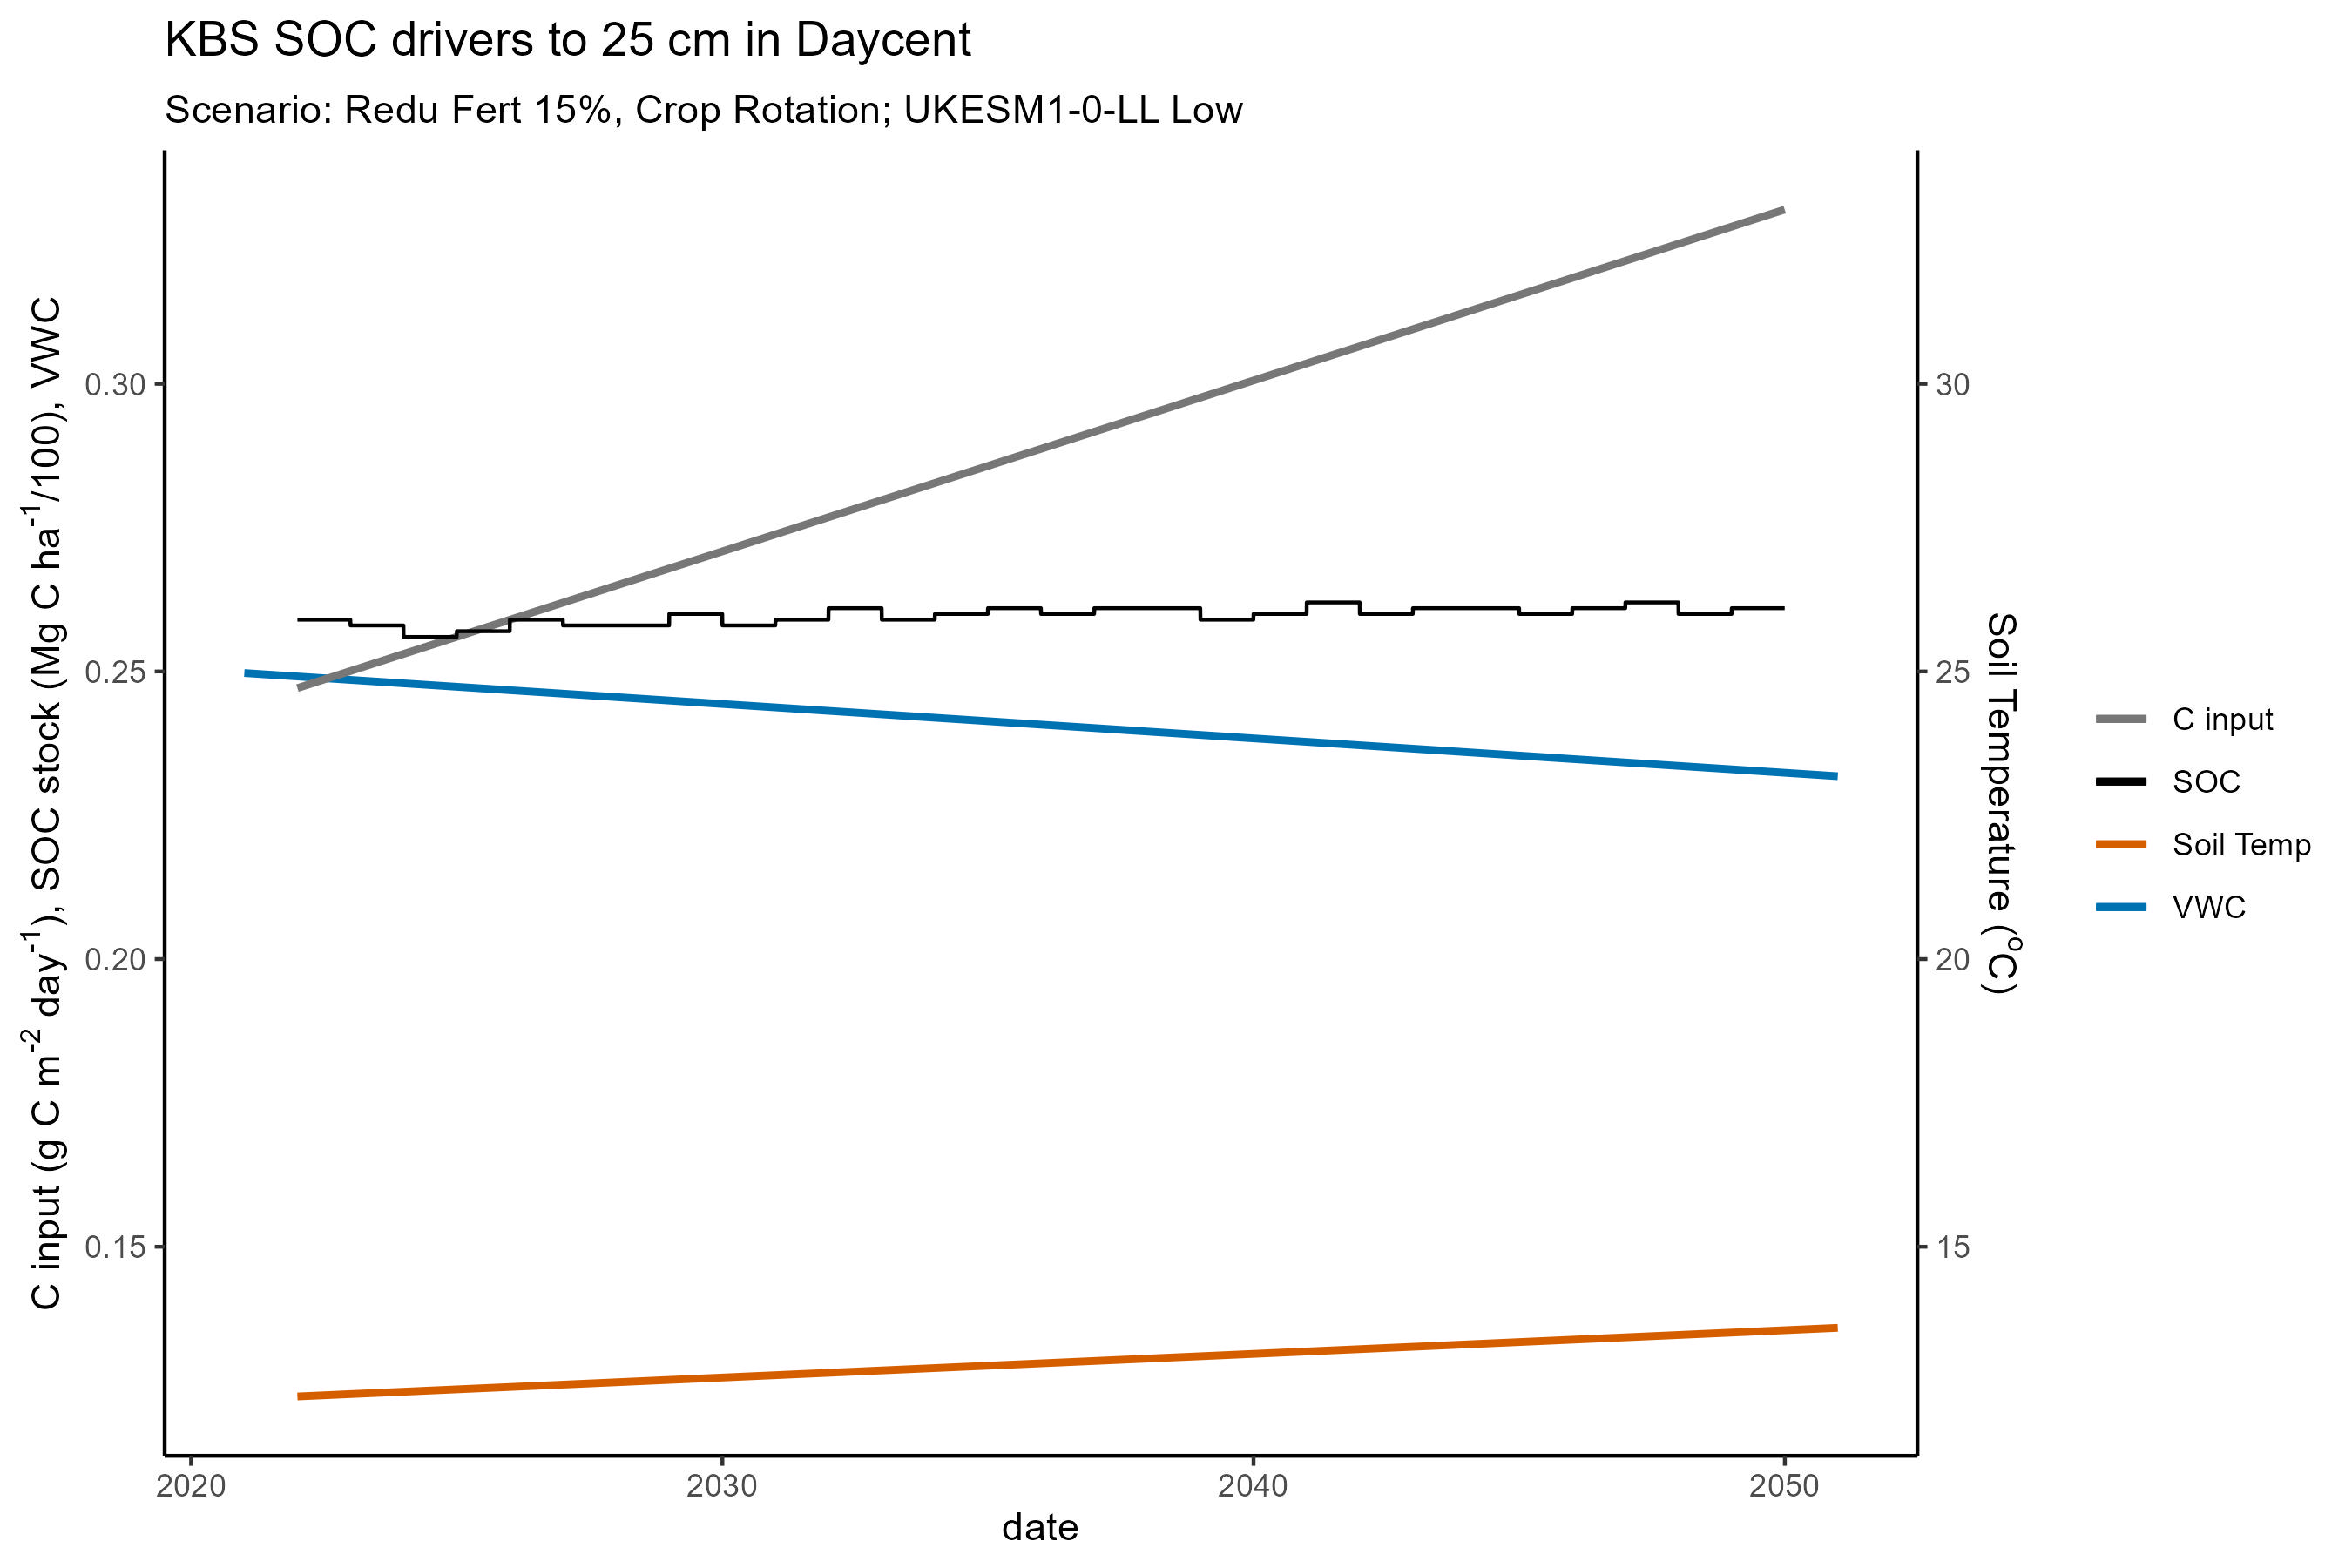 KBS SOC drivers to 25 cm in Daycent
Scenario: Redu Fert 15%, Crop Rotation; UKESM1-0-LL Low
C input (g C m⁻² day⁻¹), SOC stock (Mg C ha⁻¹/100), VWC
0.30
0.25
0.20
0.15
30
25
20
15
Soil Temperature (°C)
C input
SOC
Soil Temp
VWC
2020 2030 2040 2050
date